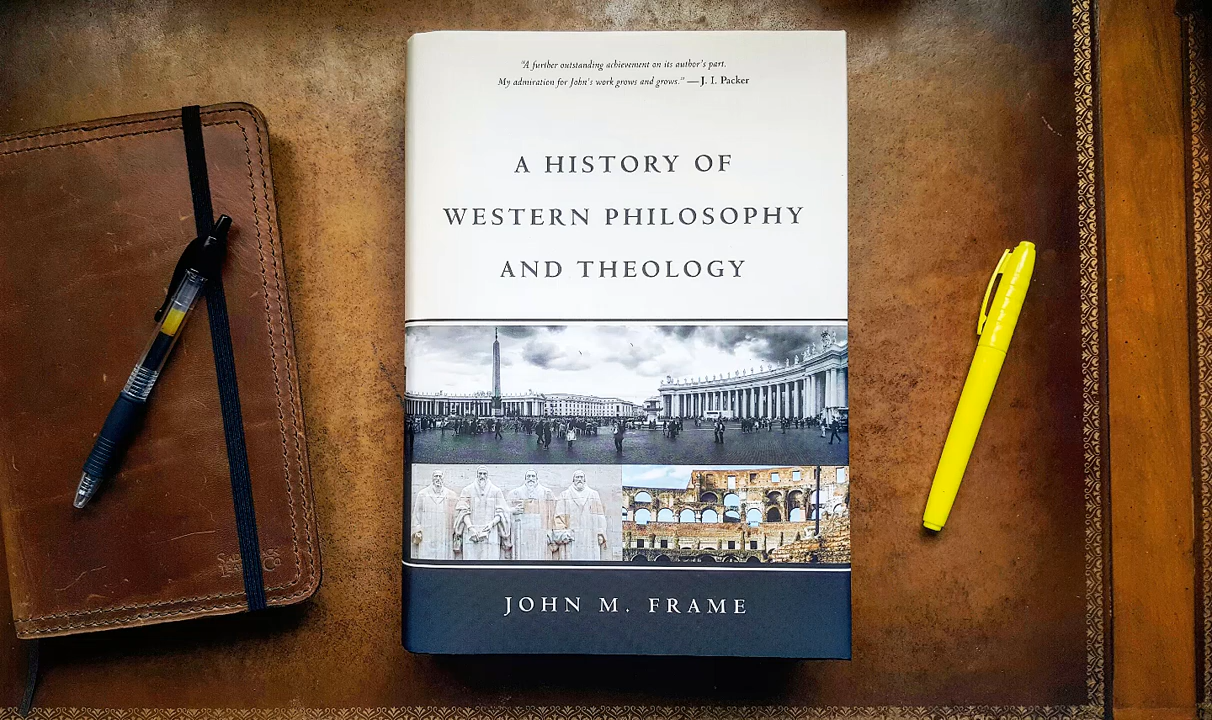 "A further outstanding achievement on its author's part.
My admiration for John's work grows and grows." — J. I. Packer
A HISTORY OF
WESTERN PHILOSOPHY
AND THEOLOGY
JOHN M. FRAME